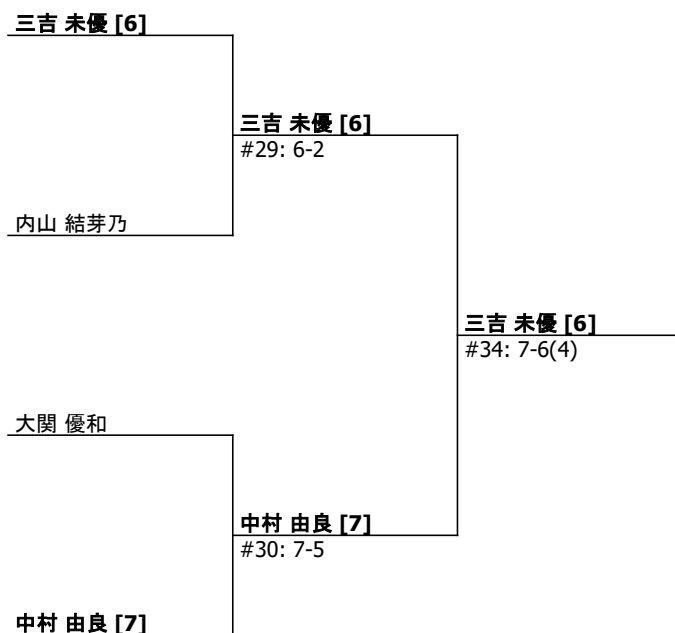 三吉 未優 [6]
三吉 未優 [6]
#29: 6-2
内山 結芽乃
三吉 未優 [6]
#34: 7-6(4)
大関 優和
中村 由良 [7]
#30: 7-5
中村 由良 [7]